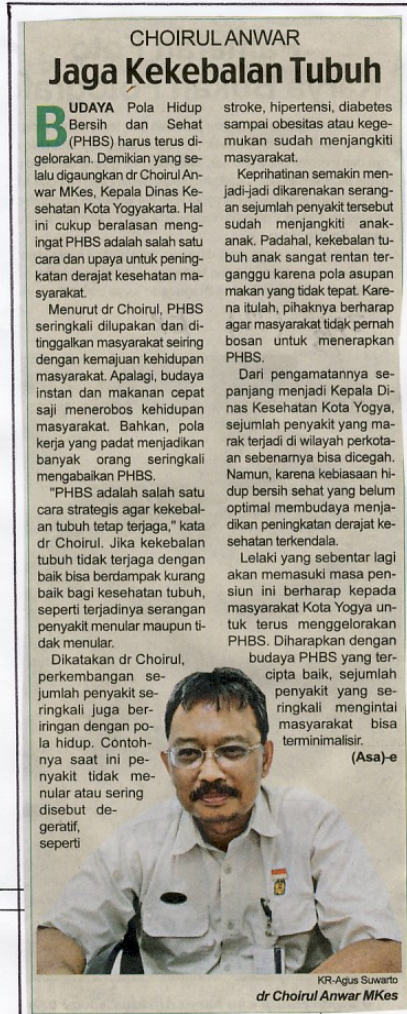 CHOIRUL ANWAR
Jaga Kekebalan Tubuh
BUDAYA Pola Hidup
Bersih dan Sehat
(PHBS) harus terus di-
gelorakan. Demikian yang se-
lalu digaungkan dr Choirul An-
war MKes, Kepala Dinas Ke-
sehatan Kota Yogyakarta. Hal
ini cukup beralasan meng-
ingat PHBS adalah salah satu
cara dan upaya untuk pening-
katan derajat kesehatan ma-
syarakat.
Menurut dr Choirul, PHBS
seringkali dilupakan dan di-
tinggalkan masyarakat seiring
dengan kemajuan kehidupan
masyarakat. Apalagi, budaya
instan dan makanan cepat
saji menerobos kehidupan
masyarakat. Bahkan, pola
kerja yang padat menjadikan
banyak orang seringkali
mengabaikan PHBS.
"PHBS adalah salah satu
cara strategis agar kekebal-
an tubuh tetap terjaga," kata
dr Choirul. Jika kekebalan
tubuh tidak terjaga dengan
baik bisa berdampak kurang
baik bagi kesehatan tubuh,
seperti terjadinya serangan
penyakit menular maupun ti-
dak menular.
Dikatakan dr Choirul,
perkembangan se-
jumlah penyakit se-
ringkali juga ber-
iringan dengan po-
la hidup. Contoh-
nya saat ini pe-
nyakit tidak me-
nular atau sering
disebut de-
geratif,
seperti
stroke, hipertensi, diabetes
sampai obesitas atau kege-
mukan sudah menjangkiti
masyarakat.
Keprihatinan semakin men-
jadi-jadi dikarenakan serang-
an sejumlah penyakit tersebut
sudah menjangkiti anak-
anak. Padahal, kekebalan tu-
buh anak sangat rentan ter-
ganggu karena pola asupan
makan yang tidak tepat. Kare-
na itulah, pihaknya berharap
agar masyarakat tidak pernah
bosan untuk menerapkan
PHBS.
Dari pengamatannya se-
panjang menjadi Kepala Di-
nas Kesehatan Kota Yogya,
sejumlah penyakit yang ma-
rak terjadi di wilayah perkota-
an sebenarnya bisa dicegah.
Namun, karena kebiasaan hi-
dup bersih sehat yang belum
optimal membudaya menja-
dikan peningkatan derajat ke-
sehatan terkendala.
Lelaki yang sebentar lagi
akan memasuki masa pen-
siun ini berharap kepada
masyarakat Kota Yogya un-
tuk terus menggelorakan
PHBS. Diharapkan dengan
budaya PHBS yang ter-
cipta baik, sejumlah
penyakit yang se-
ringkali mengintai
masyarakat bisa
terminimalisir.
(Asa)-e
KR-Agus Suwarto
dr Choirul Anwar MKes